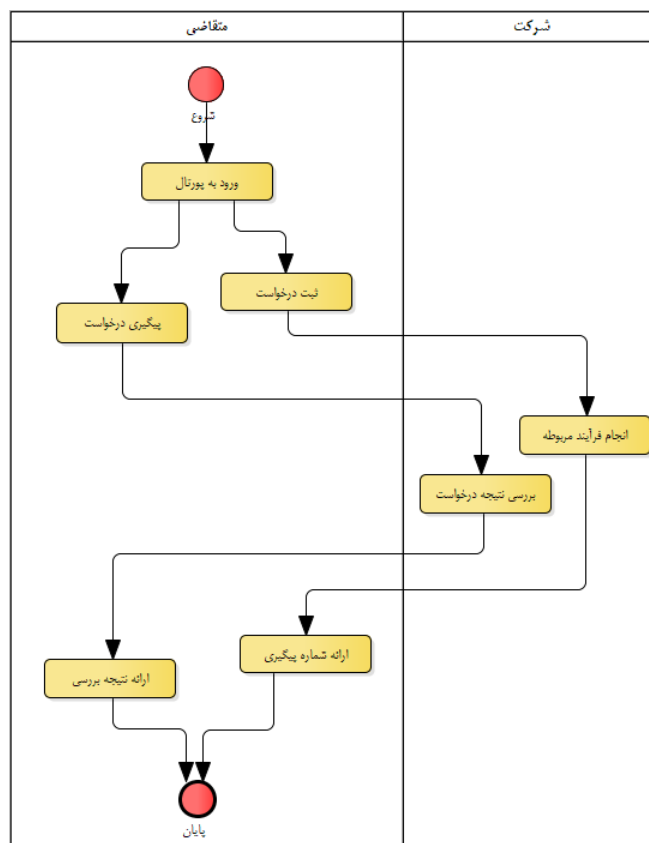 متقاضی
شرکت
شروع
ورود به پورتال
ثبت درخواست
پیگیری درخواست
انجام فرآیند مربوطه
بررسی نتیجه درخواست
ارائه شماره پیگیری
ارائه نتیجه بررسی
پایان